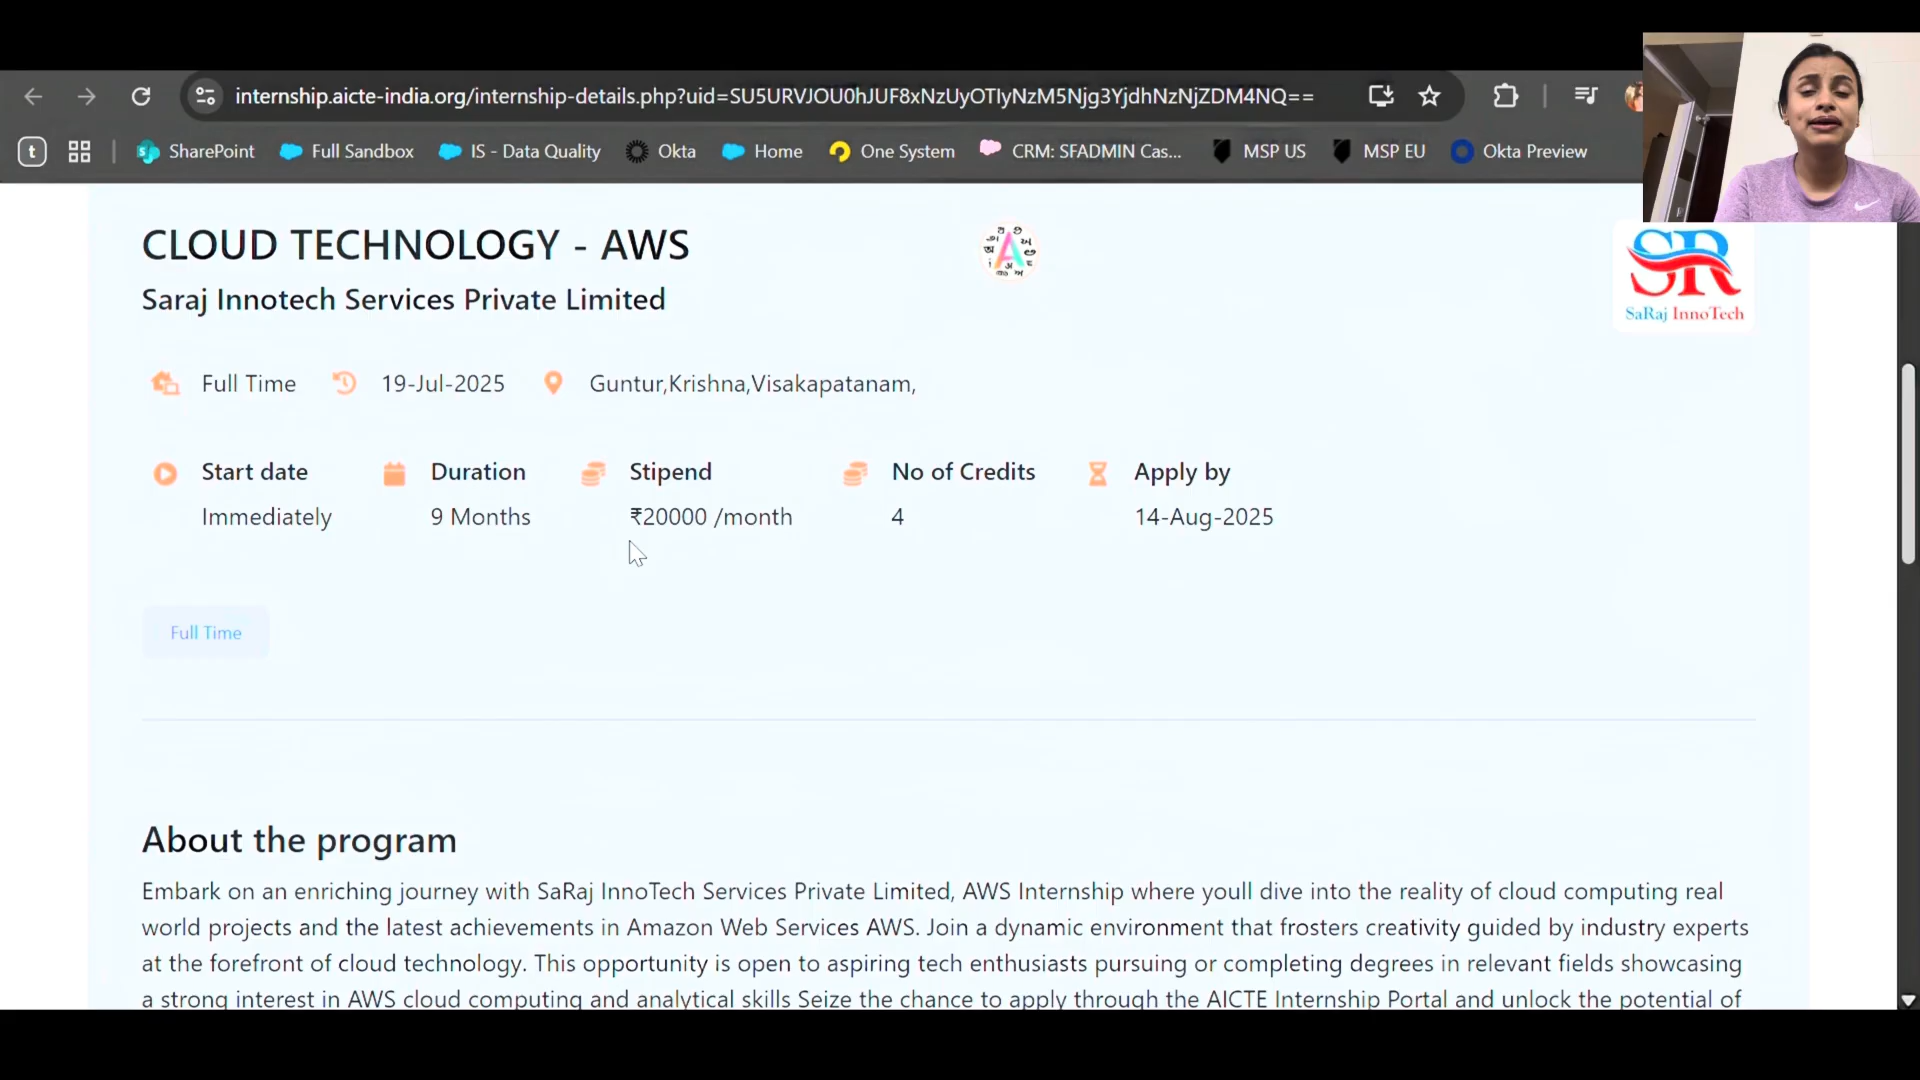 internship.aicte-india.org/internship-details.php?uid=SU5URVJOU0hJUF8xNzUyOTIyNzM5Njg3YjdhNzNjZDM4NQ==
t SharePoint Full Sandbox IS - Data Quality Okta Home One System CRM: SFADMIN Cas... MSP US MSP EU Okta Preview
CLOUD TECHNOLOGY - AWS
Saraj Innotech Services Private Limited
SR
SaRaj InnoTech
Full Time 19-Jul-2025 Guntur,Krishna,Visakapatanam,
Start date Duration Stipend No of Credits Apply by
Immediately 9 Months ₹20000 /month 4 14-Aug-2025
Full Time
About the program
Embark on an enriching journey with SaRaj InnoTech Services Private Limited, AWS Internship where youll dive into the reality of cloud computing real
world projects and the latest achievements in Amazon Web Services AWS. Join a dynamic environment that frosters creativity guided by industry experts
at the forefront of cloud technology. This opportunity is open to aspiring tech enthusiasts pursuing or completing degrees in relevant fields showcasing
a strong interest in AWS cloud computing and analytical skills Seize the chance to apply through the AICTE Internship Portal and unlock the potential of